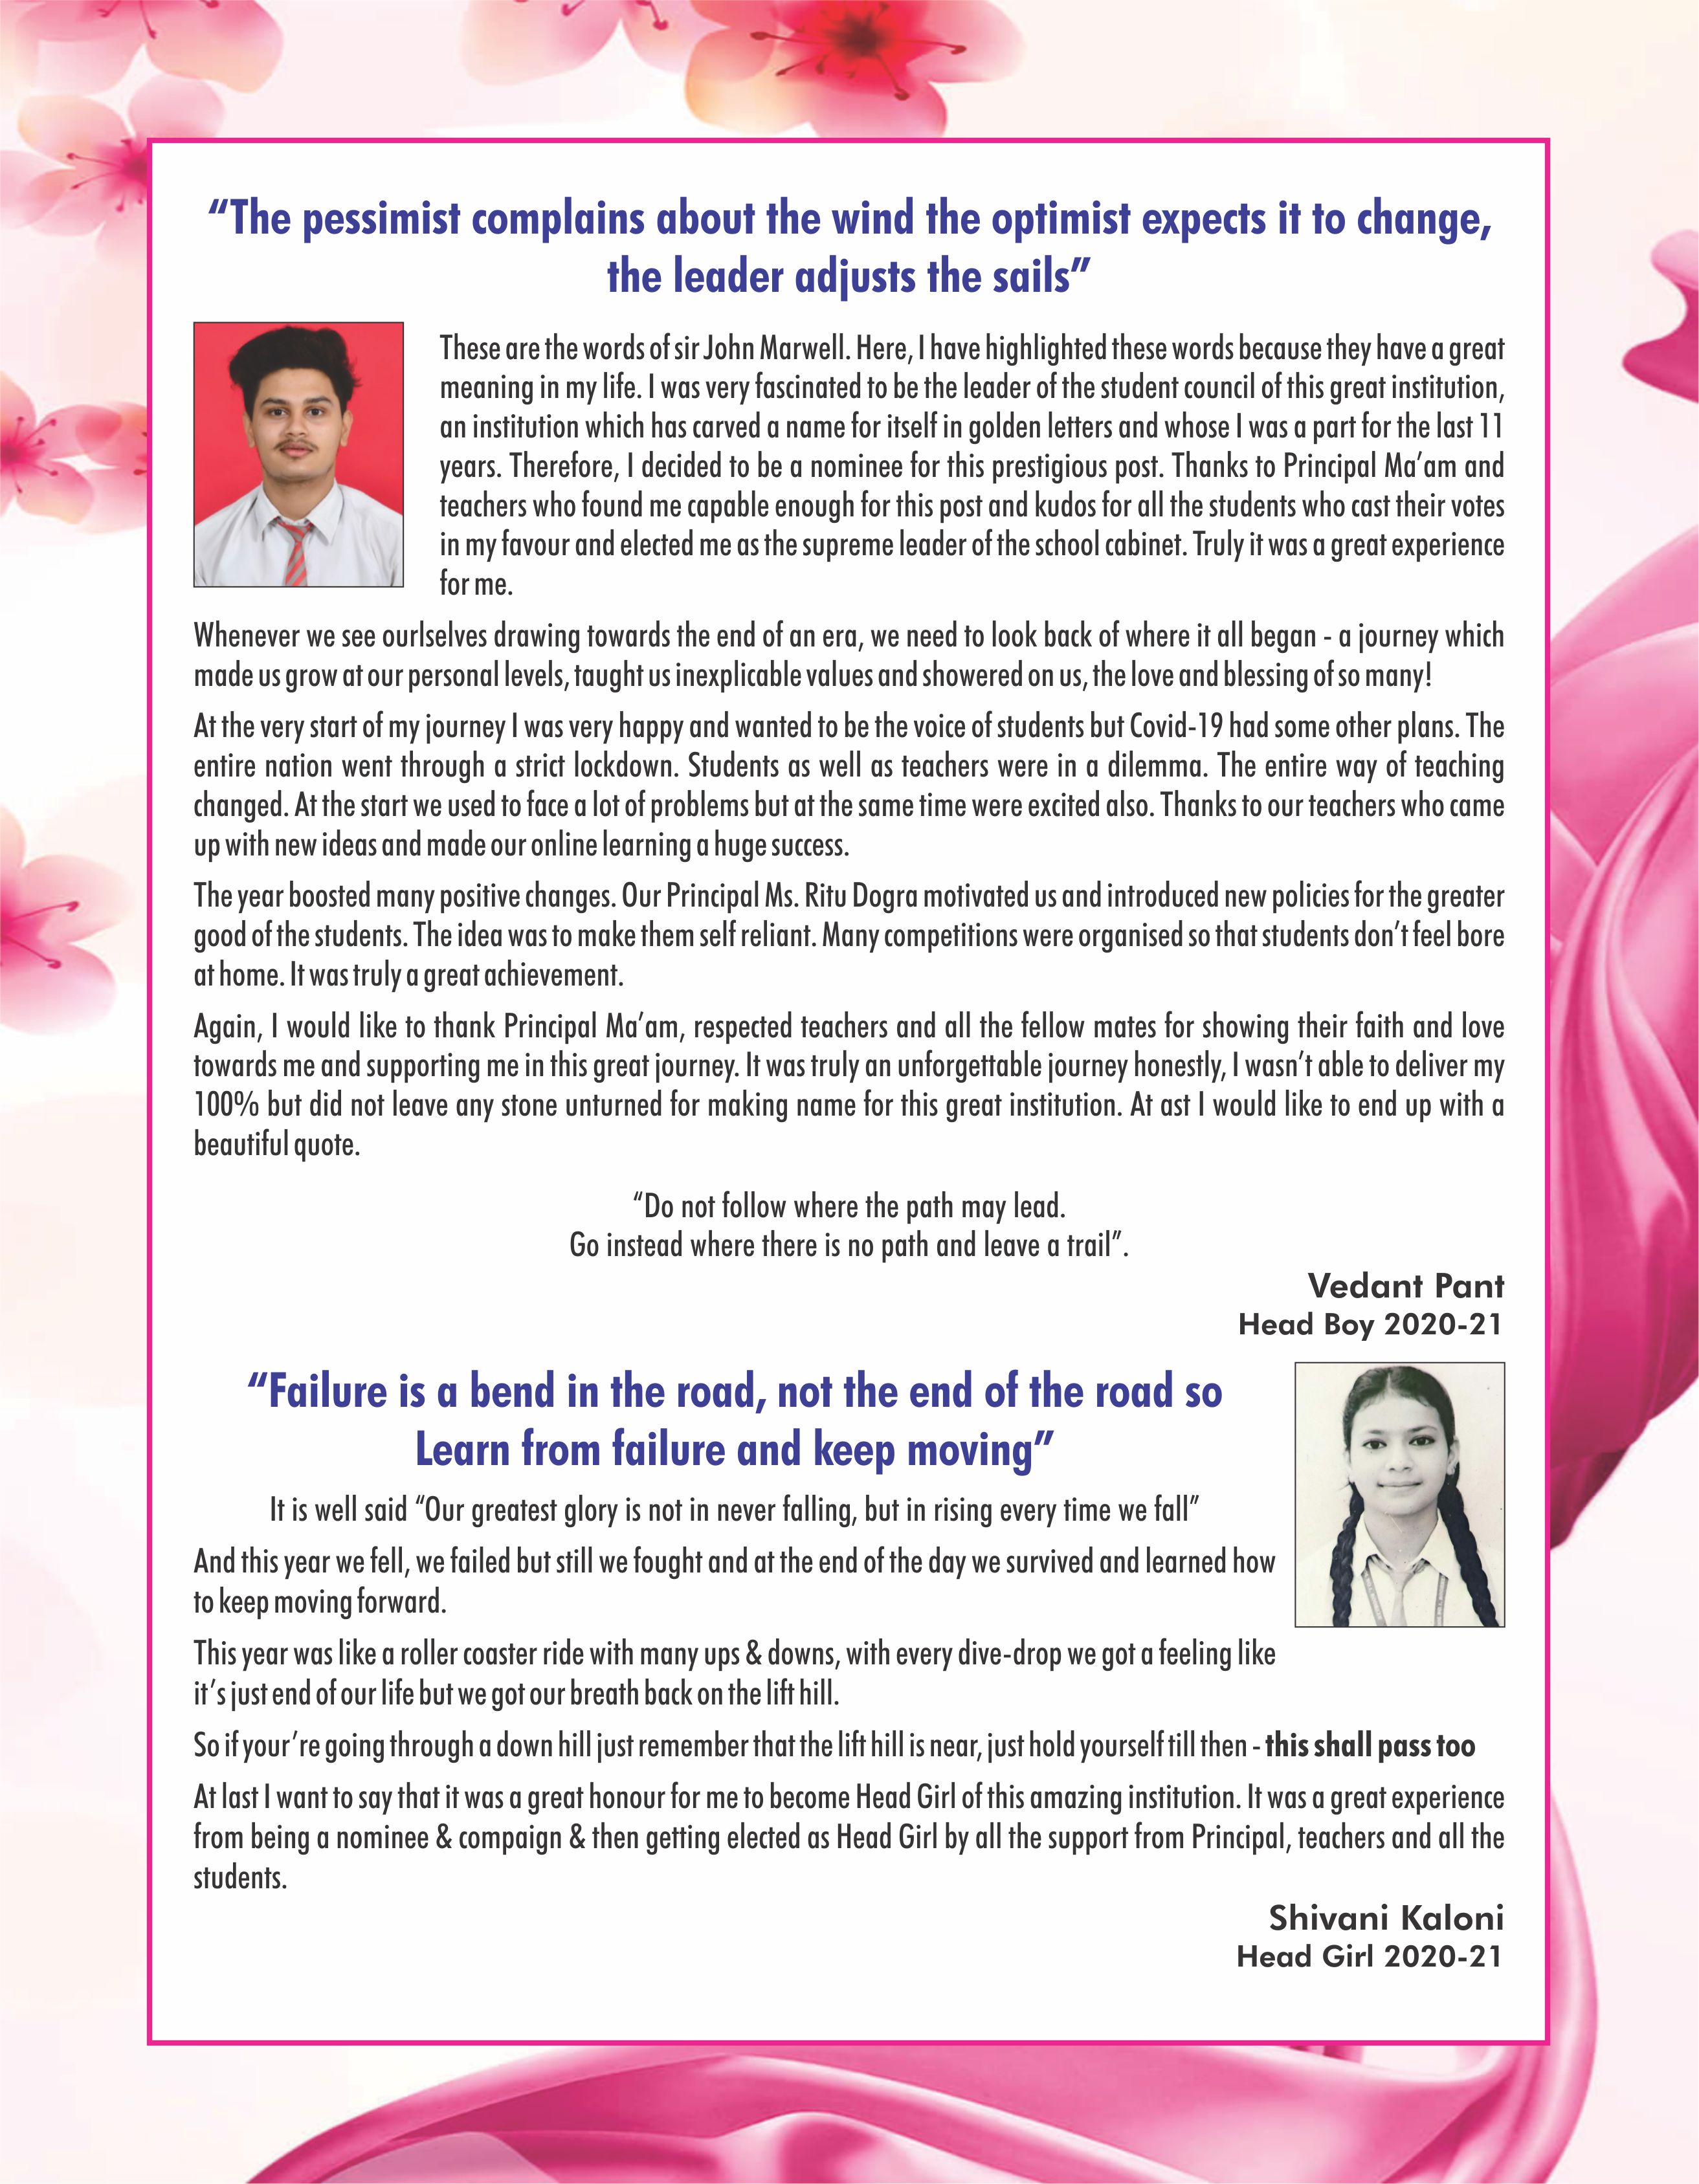 “The pessimist complains about the wind the optimist expects it to change,
the leader adjusts the sails”
These are the words of sir John Marwell. Here, I have highlighted these words because they have a great
meaning in my life. I was very fascinated to be the leader of the student council of this great institution,
an institution which has carved a name for itself in golden letters and whose I was a part for the last 11
years. Therefore, I decided to be a nominee for this prestigious post. Thanks to Principal Ma’am and
teachers who found me capable enough for this post and kudos for all the students who cast their votes
in my favour and elected me as the supreme leader of the school cabinet. Truly it was a great experience
for me.
Whenever we see ourlselves drawing towards the end of an era, we need to look back of where it all began - a journey which
made us grow at our personal levels, taught us inexplicable values and showered on us, the love and blessing of so many!
At the very start of my journey I was very happy and wanted to be the voice of students but Covid-19 had some other plans. The
entire nation went through a strict lockdown. Students as well as teachers were in a dilemma. The entire way of teaching
changed. At the start we used to face a lot of problems but at the same time were excited also. Thanks to our teachers who came
up with new ideas and made our online learning a huge success.
The year boosted many positive changes. Our Principal Ms. Ritu Dogra motivated us and introduced new policies for the greater
good of the students. The idea was to make them self reliant. Many competitions were organised so that students don’t feel bore
at home. It was truly a great achievement.
Again, I would like to thank Principal Ma’am, respected teachers and all the fellow mates for showing their faith and love
towards me and supporting me in this great journey. It was truly an unforgettable journey honestly, I wasn’t able to deliver my
100% but did not leave any stone unturned for making name for this great institution. At ast I would like to end up with a
beautiful quote.
“Do not follow where the path may lead.
Go instead where there is no path and leave a trail”.
Vedant Pant
Head Boy 2020-21
“Failure is a bend in the road, not the end of the road so
Learn from failure and keep moving”
It is well said “Our greatest glory is not in never falling, but in rising every time we fall”
And this year we fell, we failed but still we fought and at the end of the day we survived and learned how
to keep moving forward.
This year was like a roller coaster ride with many ups & downs, with every dive-drop we got a feeling like
it’s just end of our life but we got our breath back on the lift hill.
So if your’re going through a down hill just remember that the lift hill is near, just hold yourself till then - this shall pass too
At last I want to say that it was a great honour for me to become Head Girl of this amazing institution. It was a great experience
from being a nominee & compaign & then getting elected as Head Girl by all the support from Principal, teachers and all the
students.
Shivani Kaloni
Head Girl 2020-21